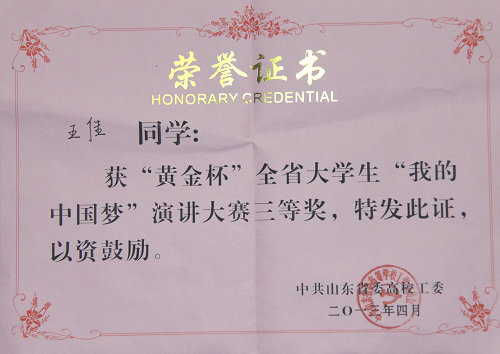 荣誉证书
HONORARY CREDENTIAL
王佳 同学:
获“黄金杯”全省大学生“我的
中国梦”演讲大赛三等奖，特发此证，
以资鼓励。
中共山东省委高校工委
二〇一三年四月